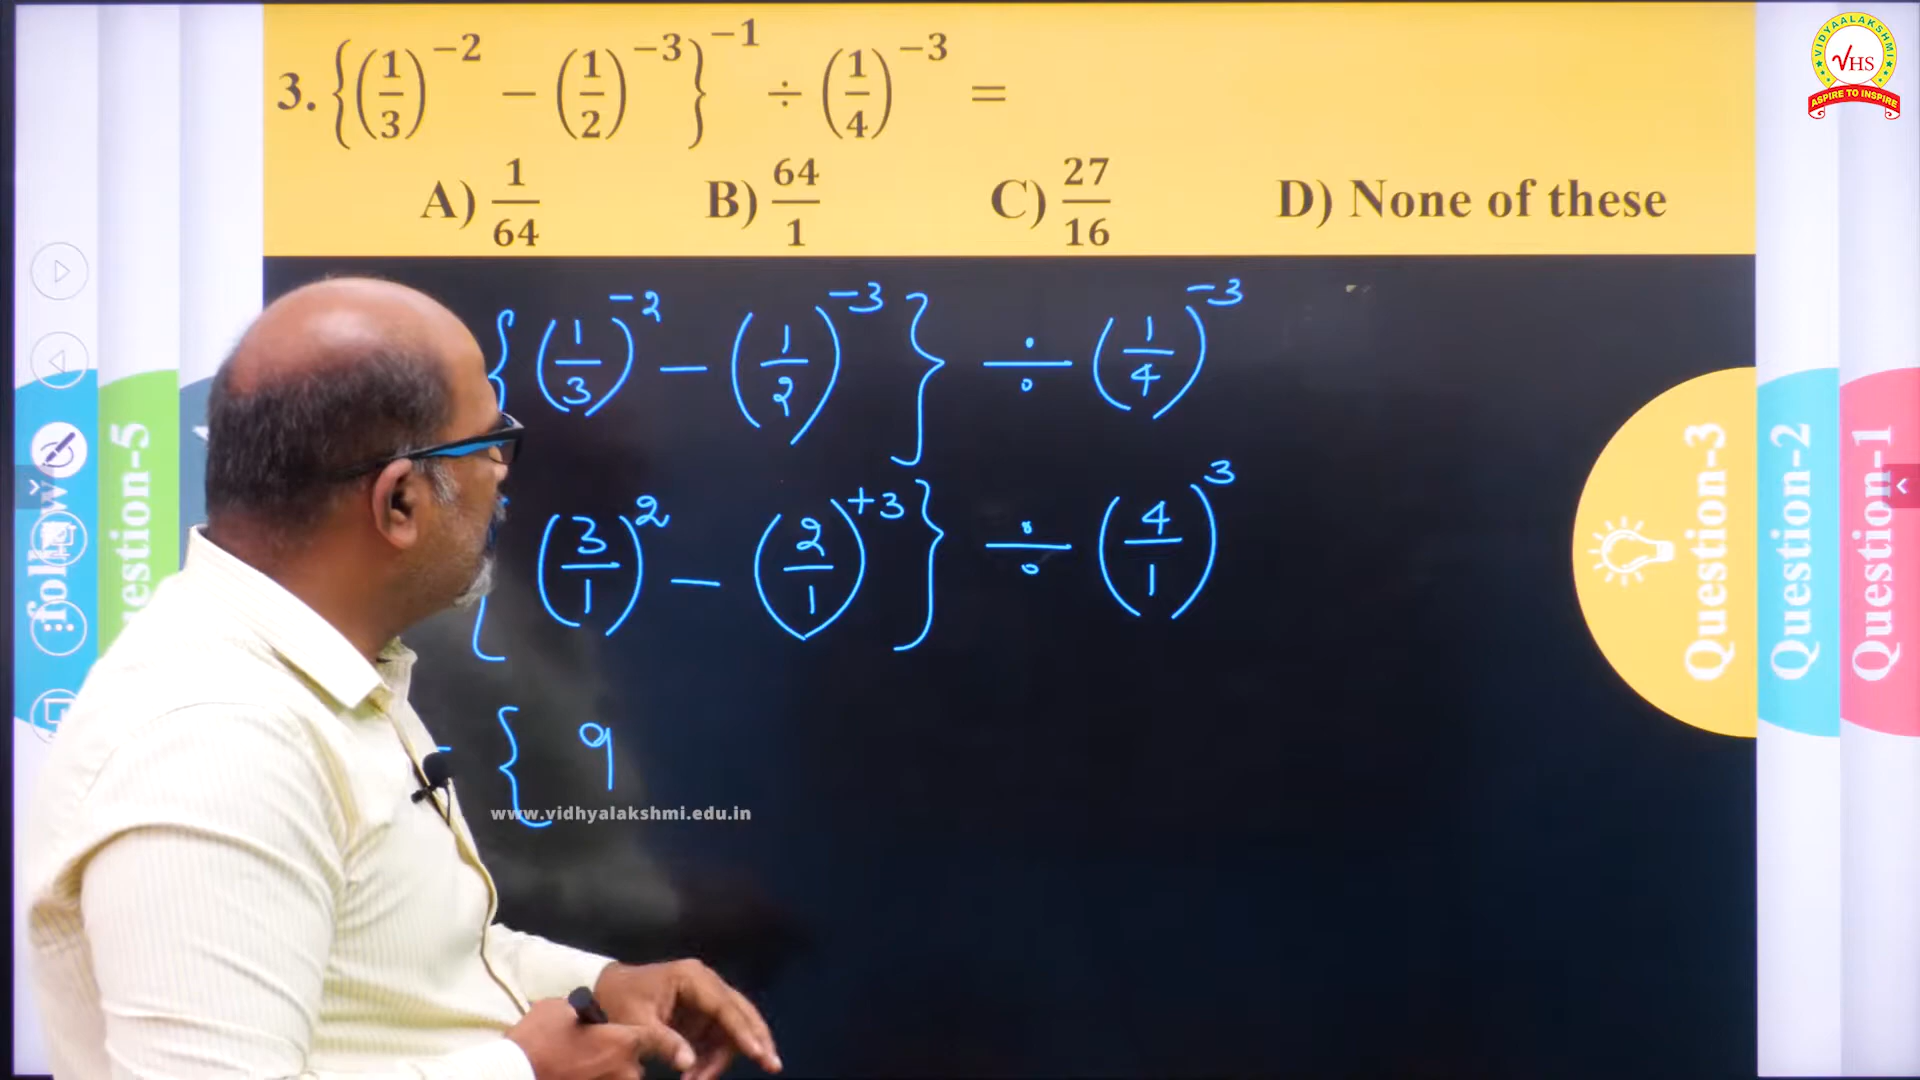 3. {(1/3)^−2 − (1/2)^−3}^−1 ÷ (1/4)^−3 =
A) 1/64 B) 64/1 C) 27/16 D) None of these
VIDYAALAKSHMI
VHS
ASPIRE TO INSPIRE
{(1/3)^-2 − (1/2)^-3} ÷ (1/4)^-3
{(3/1)^2 − (2/1)^+3} ÷ (4/1)^3
{ 9
www.vidhyalakshmi.edu.in
Question-3
Question-2
Question-1
uestion-5